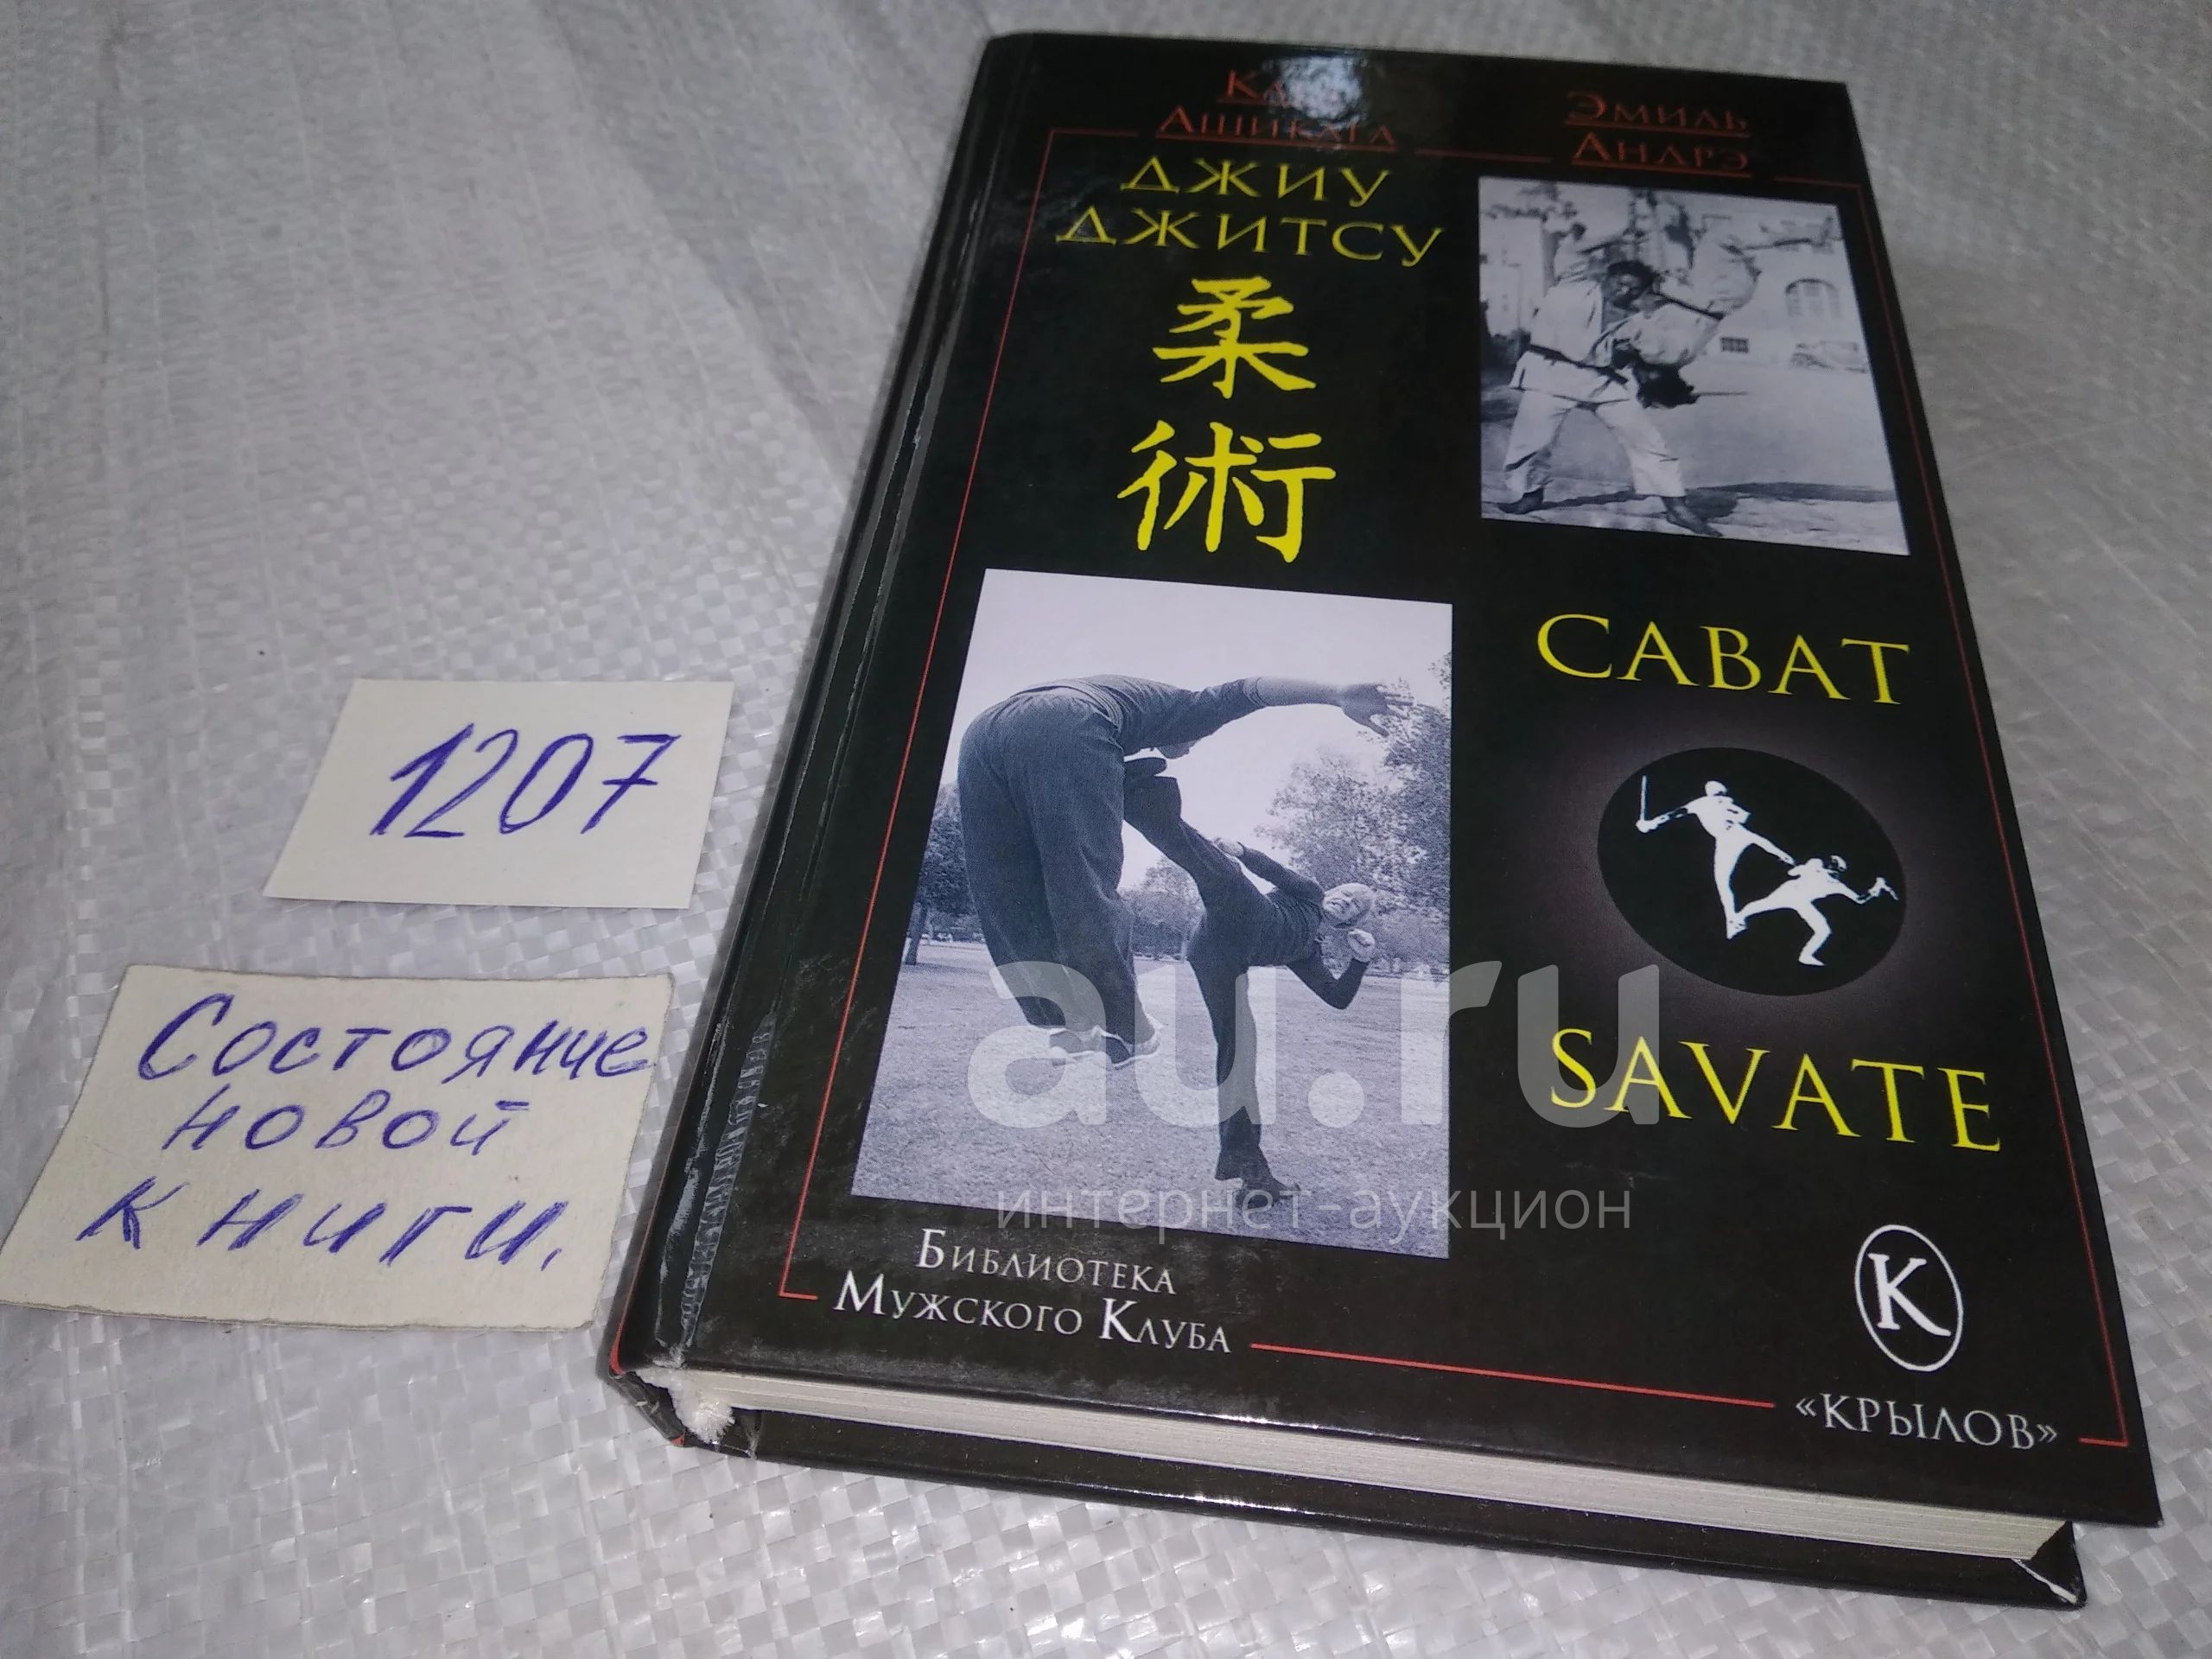 Ашикага
Эмиль
Андрэ
ДЖИУ
ДЖИТСУ
柔
術
САВАТ
SAVATE
Библиотека
Мужского Клуба
K
«КРЫЛОВ»
1207
Состояние
новой
книги.
au.ru
интернет-аукцион